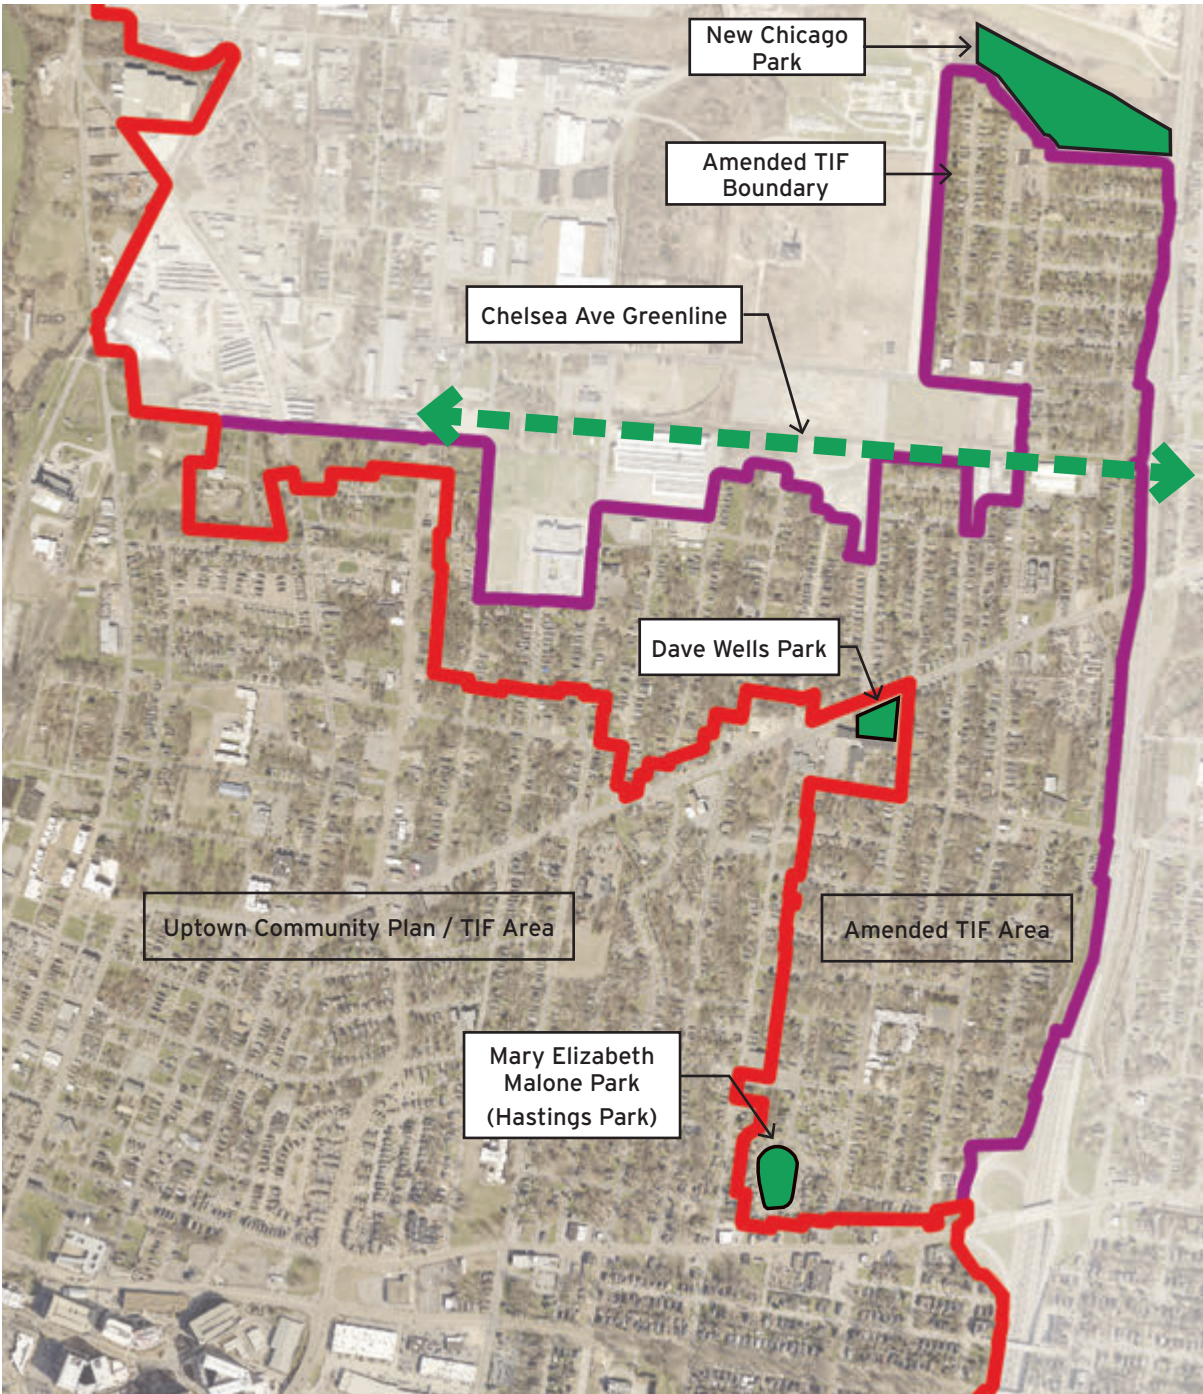 New Chicago
Park
Amended TIF
Boundary
Chelsea Ave Greenline
Dave Wells Park
Uptown Community Plan / TIF Area
Amended TIF Area
Mary Elizabeth
Malone Park
(Hastings Park)